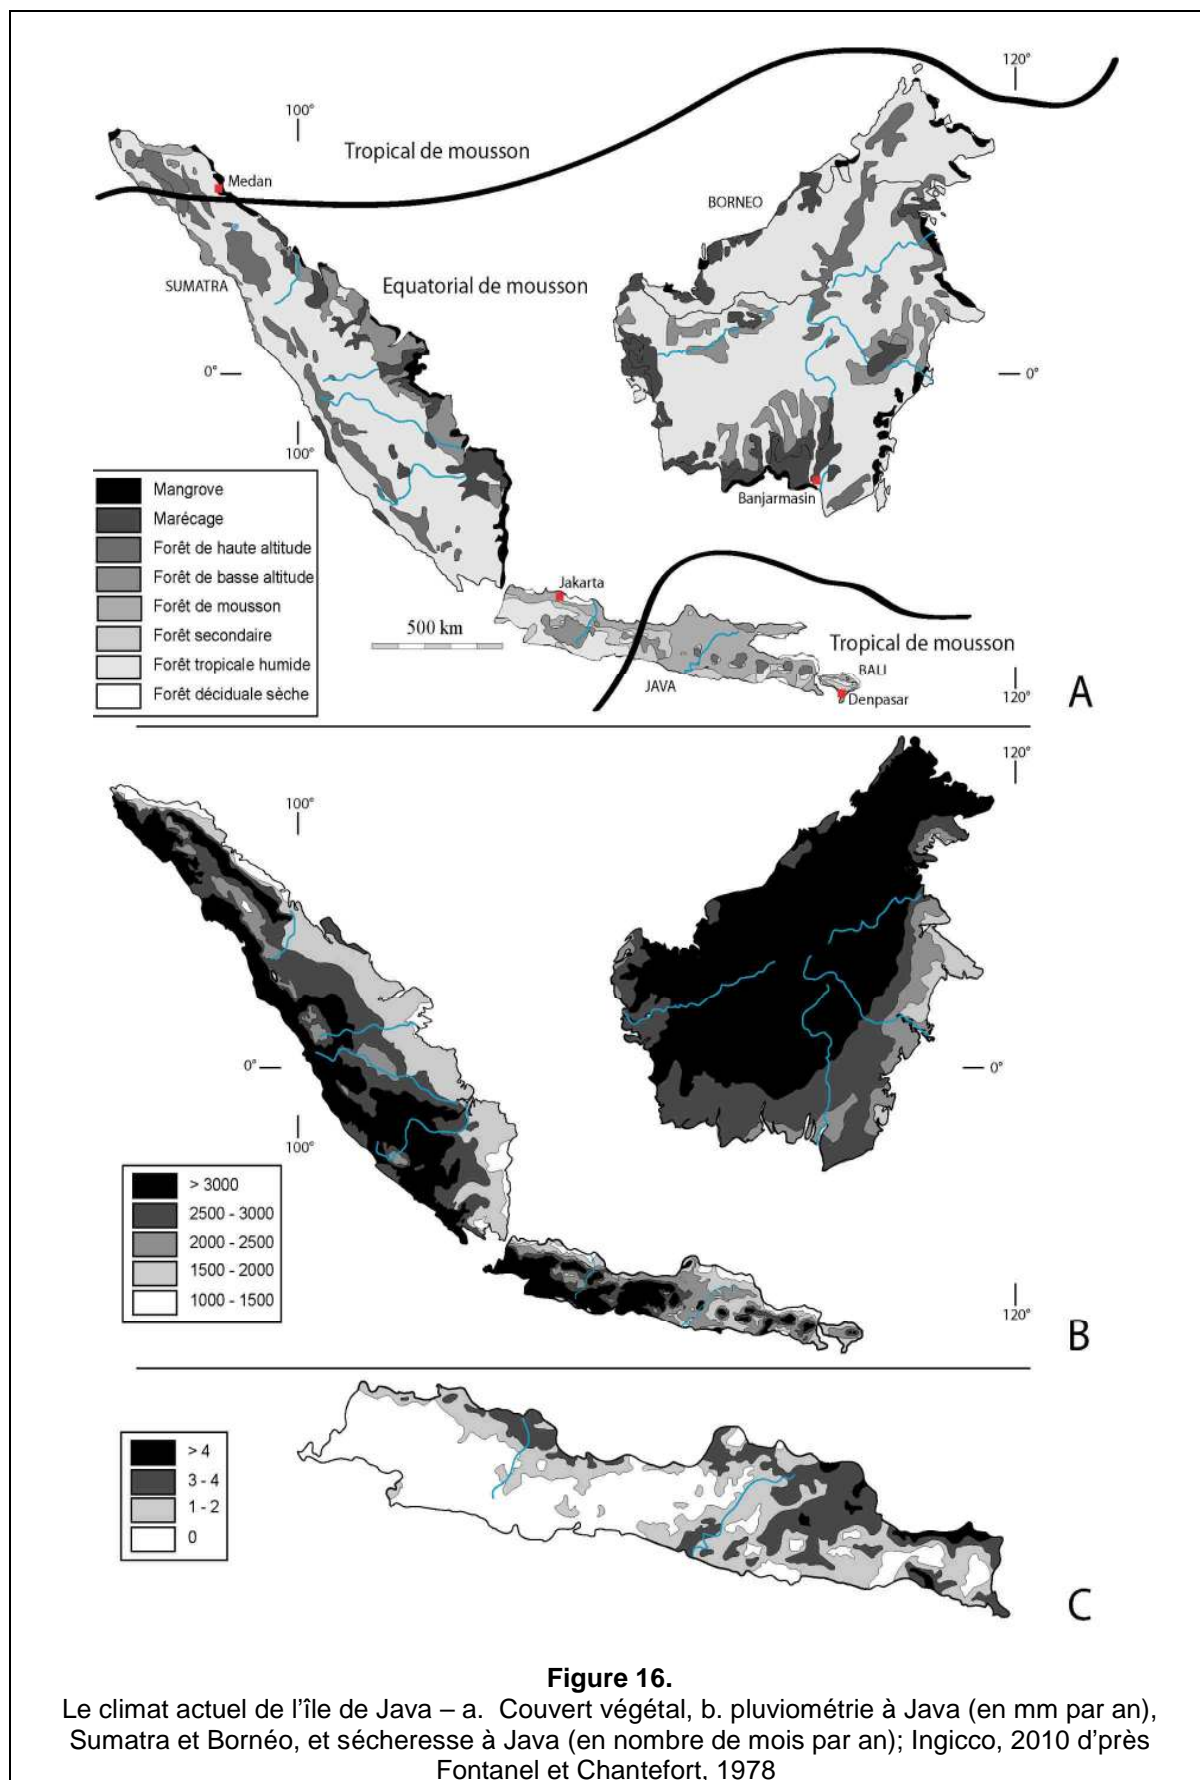 120°
100°
Tropical de mousson
Medan
BORNEO
SUMATRA
Equatorial de mousson
0°
0°
100°
Mangrove
Marécage
Forêt de haute altitude
Forêt de basse altitude
Forêt de mousson
Forêt secondaire
Forêt tropicale humide
Forêt déciduale sèche
Banjarmasin
Jakarta
500 km
Tropical de mousson
JAVA
BALI
Denpasar
120°
A
120°
100°
0°
0°
100°
> 3000
2500 - 3000
2000 - 2500
1500 - 2000
1000 - 1500
120°
B
> 4
3 - 4
1 - 2
0
C
Figure 16.
Le climat actuel de l'île de Java – a. Couvert végétal, b. pluviométrie à Java (en mm par an),
Sumatra et Bornéo, et sécheresse à Java (en nombre de mois par an); Ingicco, 2010 d'près
Fontanel et Chantefort, 1978